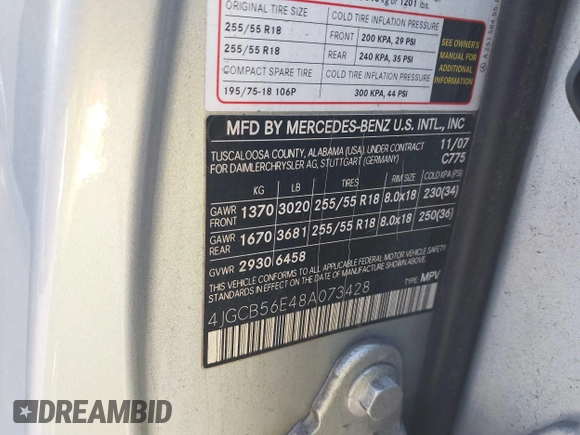 kg or 1201 lbs.
ORIGINAL TIRE SIZE COLD TIRE INFLATION PRESSURE
255/55 R18 FRONT 200 KPA, 29 PSI
255/55 R18 REAR 240 KPA, 35 PSI
COMPACT SPARE TIRE COLD TIRE INFLATION PRESSURE
195/75-18 106P 300 KPA, 44 PSI
SEE OWNER'S
MANUAL FOR
ADDITIONAL
INFORMATION
MFD BY MERCEDES-BENZ U.S. INTL., INC
TUSCALOOSA COUNTY, ALABAMA (USA), UNDER CONTRACT 11/07
FOR DAIMLERCHRYSLER AG, STUTTGART (GERMANY) C775
KG LB TIRES RIM SIZE COLD KPA (PSI)
GAWR FRONT 1370 3020 255/55 R18 8.0x18 230(34)
GAWR REAR 1670 3681 255/55 R18 8.0x18 250(36)
GVWR 2930 6458
THIS VEHICLE CONFORMS TO ALL APPLICABLE FEDERAL MOTOR VEHICLE SAFETY
STANDARDS IN EFFECT ON THE DATE OF MANUFACTURE SHOWN ABOVE.
4JGCB56E48A073428 TYPE: MPV
DREAMBID